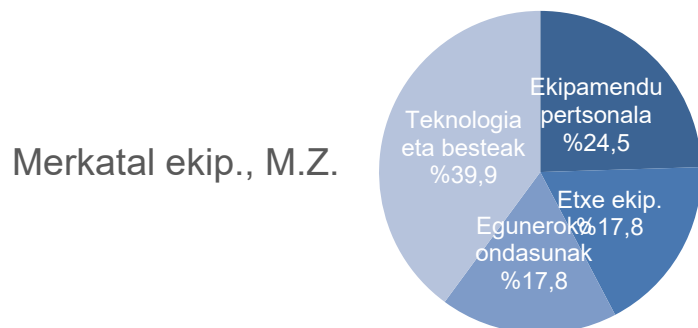 Merkatal ekip., M.Z.
Ekipamendu
pertsonala
%24,5
Etxe ekip.
%17,8
Eguneroko
ondasunak
%17,8
Teknologia
eta besteak
%39,9